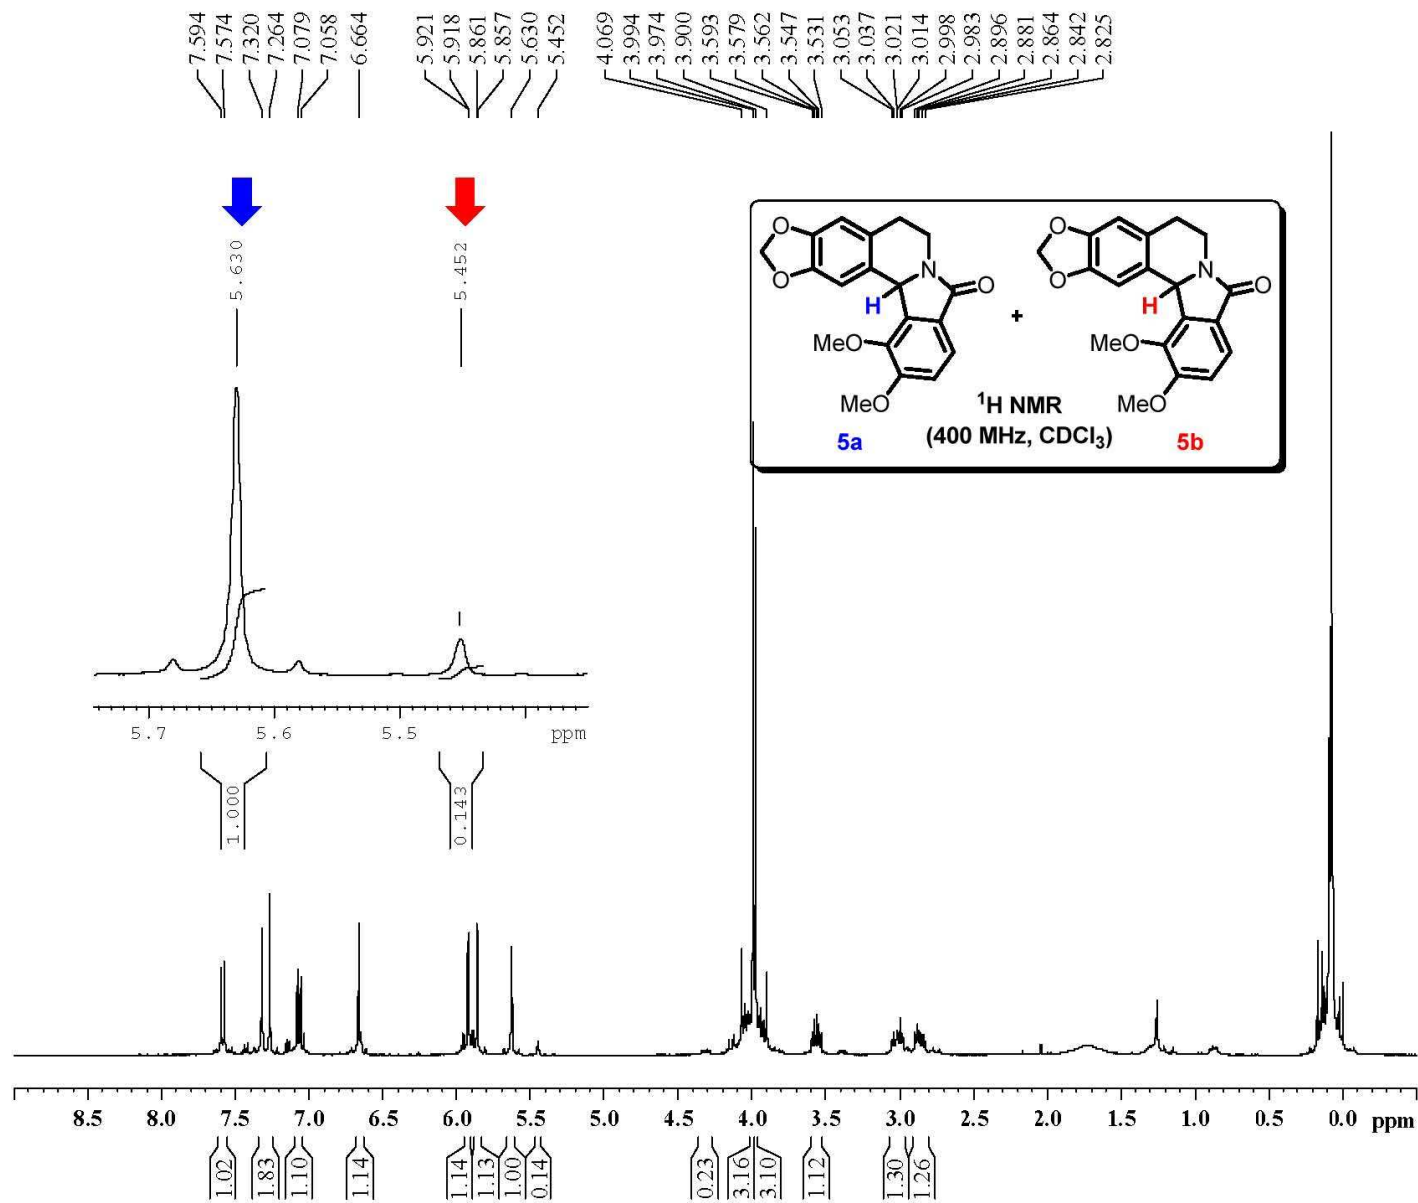 7.594
7.574
7.320
7.264
7.079
7.058
6.664
5.921
5.918
5.861
5.857
5.630
5.452
4.069
3.994
3.974
3.900
3.593
3.579
3.562
3.547
3.531
3.053
3.037
3.021
3.014
2.998
2.983
2.896
2.881
2.864
2.842
2.825
5.630
5.452
O
O
N
O
H
MeO
MeO
5a
+
O
O
N
O
H
MeO
MeO
5b
¹H NMR
(400 MHz, CDCl₃)
5.7 5.6 5.5 ppm
1.000
0.143
8.5 8.0 7.5 7.0 6.5 6.0 5.5 5.0 4.5 4.0 3.5 3.0 2.5 2.0 1.5 1.0 0.5 0.0 ppm
1.02
1.83
1.10
1.14
1.14
1.13
1.00
0.14
0.23
3.16
3.10
1.12
1.30
1.26